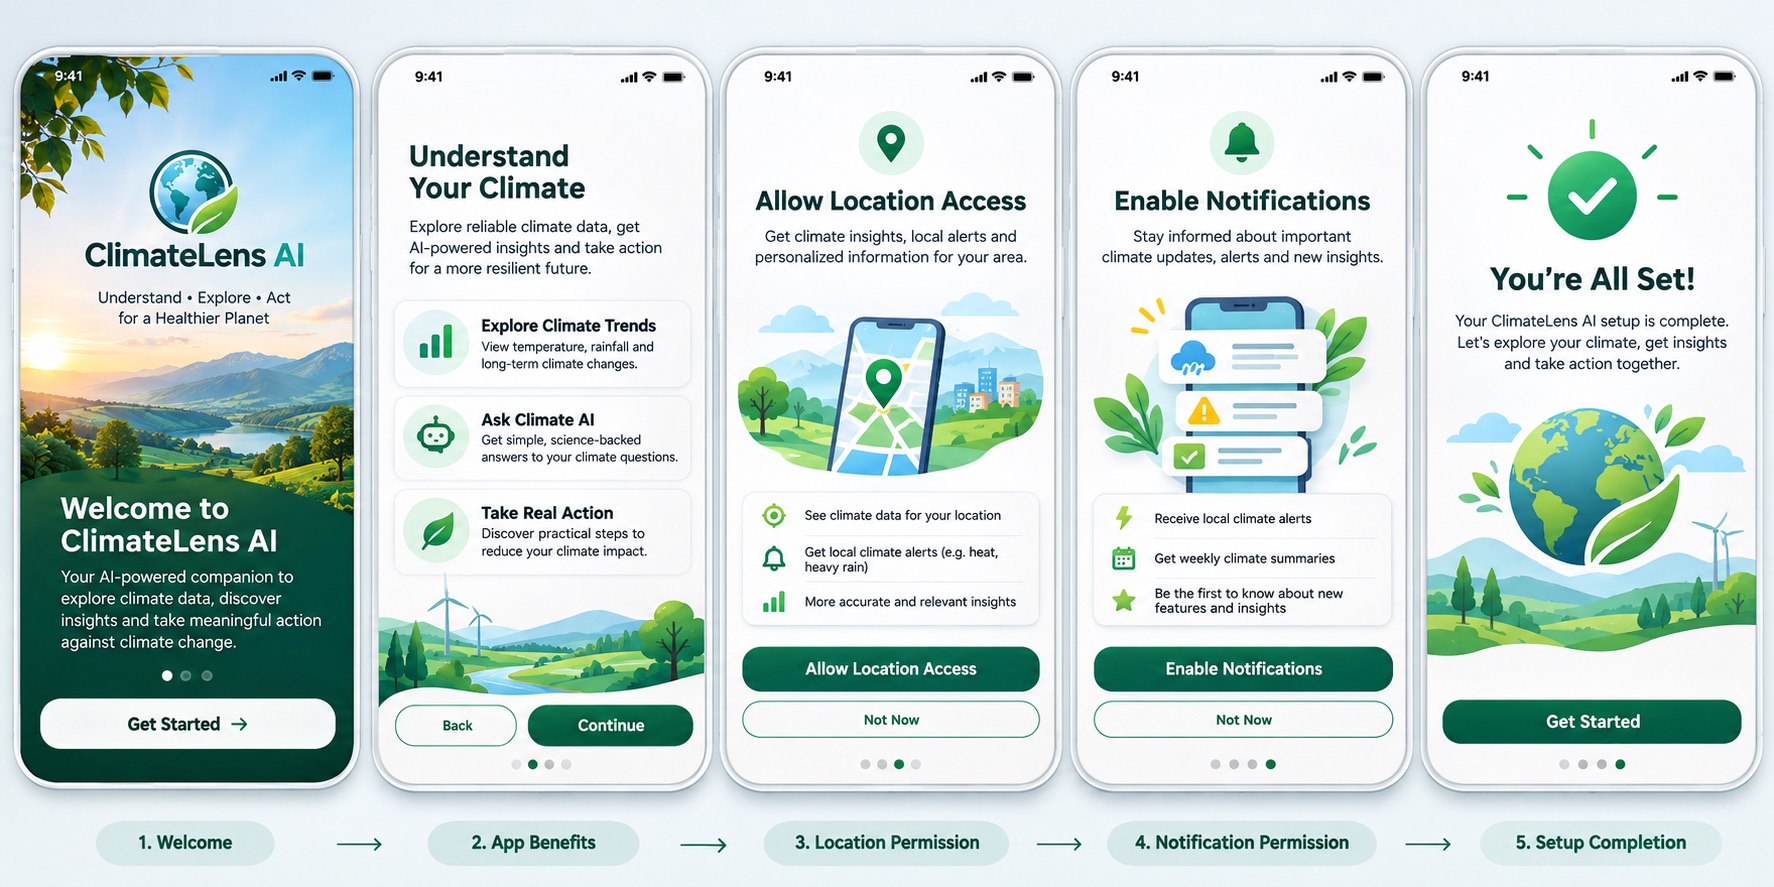 9:41
ClimateLens AI
Understand • Explore • Act
for a Healthier Planet
Welcome to
ClimateLens AI
Your AI-powered companion to
explore climate data, discover
insights and take meaningful action
against climate change.
Get Started →
9:41
Understand
Your Climate
Explore reliable climate data, get
AI-powered insights and take action
for a more resilient future.
Explore Climate Trends
View temperature, rainfall and
long-term climate changes.
Ask Climate AI
Get simple, science-backed
answers to your climate questions.
Take Real Action
Discover practical steps to
reduce your climate impact.
Back
Continue
9:41
Allow Location Access
Get climate insights, local alerts and
personalized information for your area.
See climate data for your location
Get local climate alerts (e.g. heat,
heavy rain)
More accurate and relevant insights
Allow Location Access
Not Now
9:41
Enable Notifications
Stay informed about important
climate updates, alerts and new insights.
Receive local climate alerts
Get weekly climate summaries
Be the first to know about new
features and insights
Enable Notifications
Not Now
9:41
You’re All Set!
Your ClimateLens AI setup is complete.
Let's explore your climate, get insights
and take action together.
Get Started
1. Welcome
2. App Benefits
3. Location Permission
4. Notification Permission
5. Setup Completion